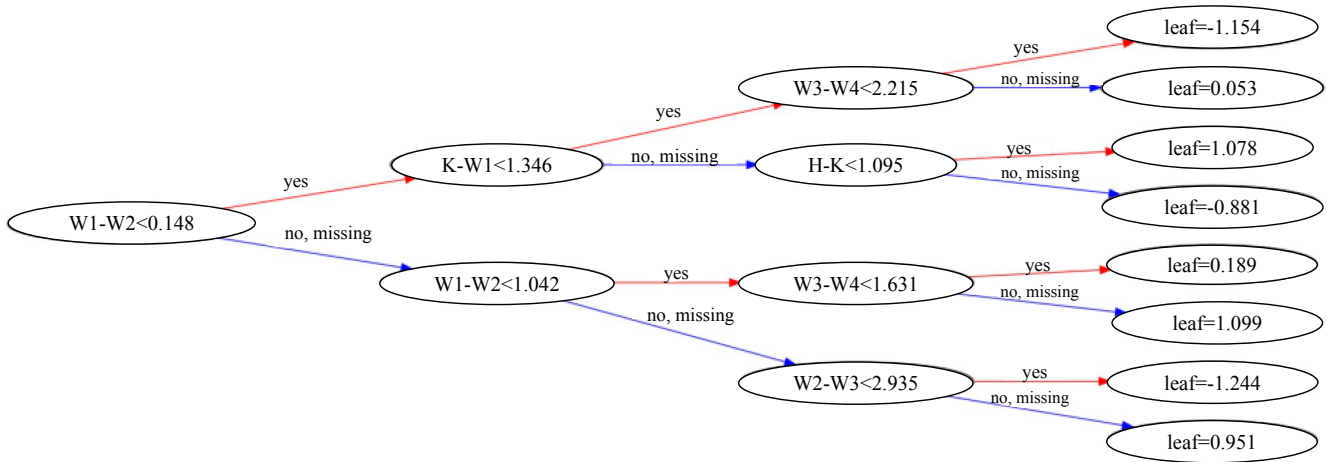 leaf=-1.154
yes
W3-W4<2.215
no, missing
leaf=0.053
yes
K-W1<1.346
no, missing
H-K<1.095
yes
leaf=1.078
no, missing
leaf=-0.881
yes
W1-W2<0.148
no, missing
W1-W2<1.042
yes
W3-W4<1.631
yes
leaf=0.189
no, missing
leaf=1.099
no, missing
W2-W3<2.935
yes
leaf=-1.244
no, missing
leaf=0.951